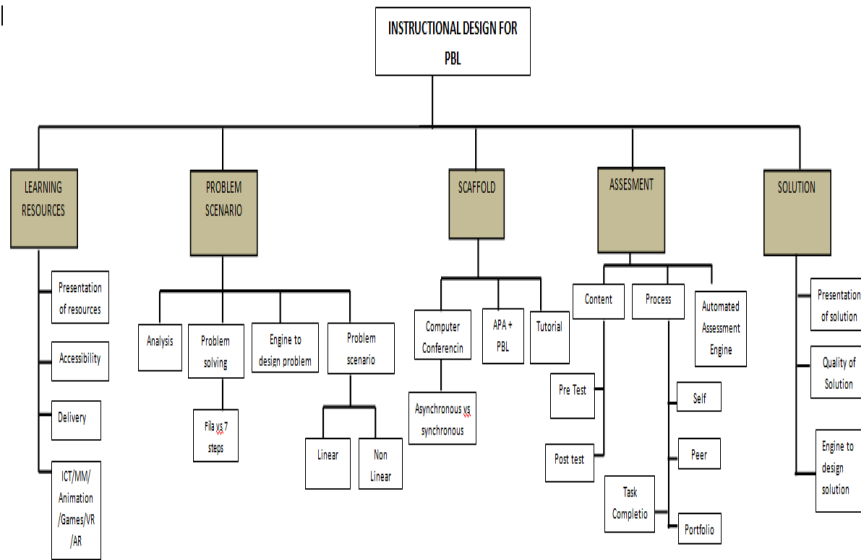 INSTRUCTIONAL DESIGN FOR
PBL
LEARNING
RESOURCES
PROBLEM
SCENARIO
SCAFFOLD
ASSESMENT
SOLUTION
Presentation
of resources
Accessibility
Delivery
ICT/MM/
Animation
/Games/VR
/AR
Analysis
Problem
solving
Engine to
design problem
Problem
scenario
Fila vs 7
steps
Linear
Non
Linear
Computer
Conferencin
APA +
PBL
Tutorial
Asynchronous vs
synchronous
Content
Process
Automated
Assessment
Engine
Pre Test
Post test
Self
Peer
Task
Completio
Portfolio
Presentation
of solution
Quality of
Solution
Engine to
design
solution